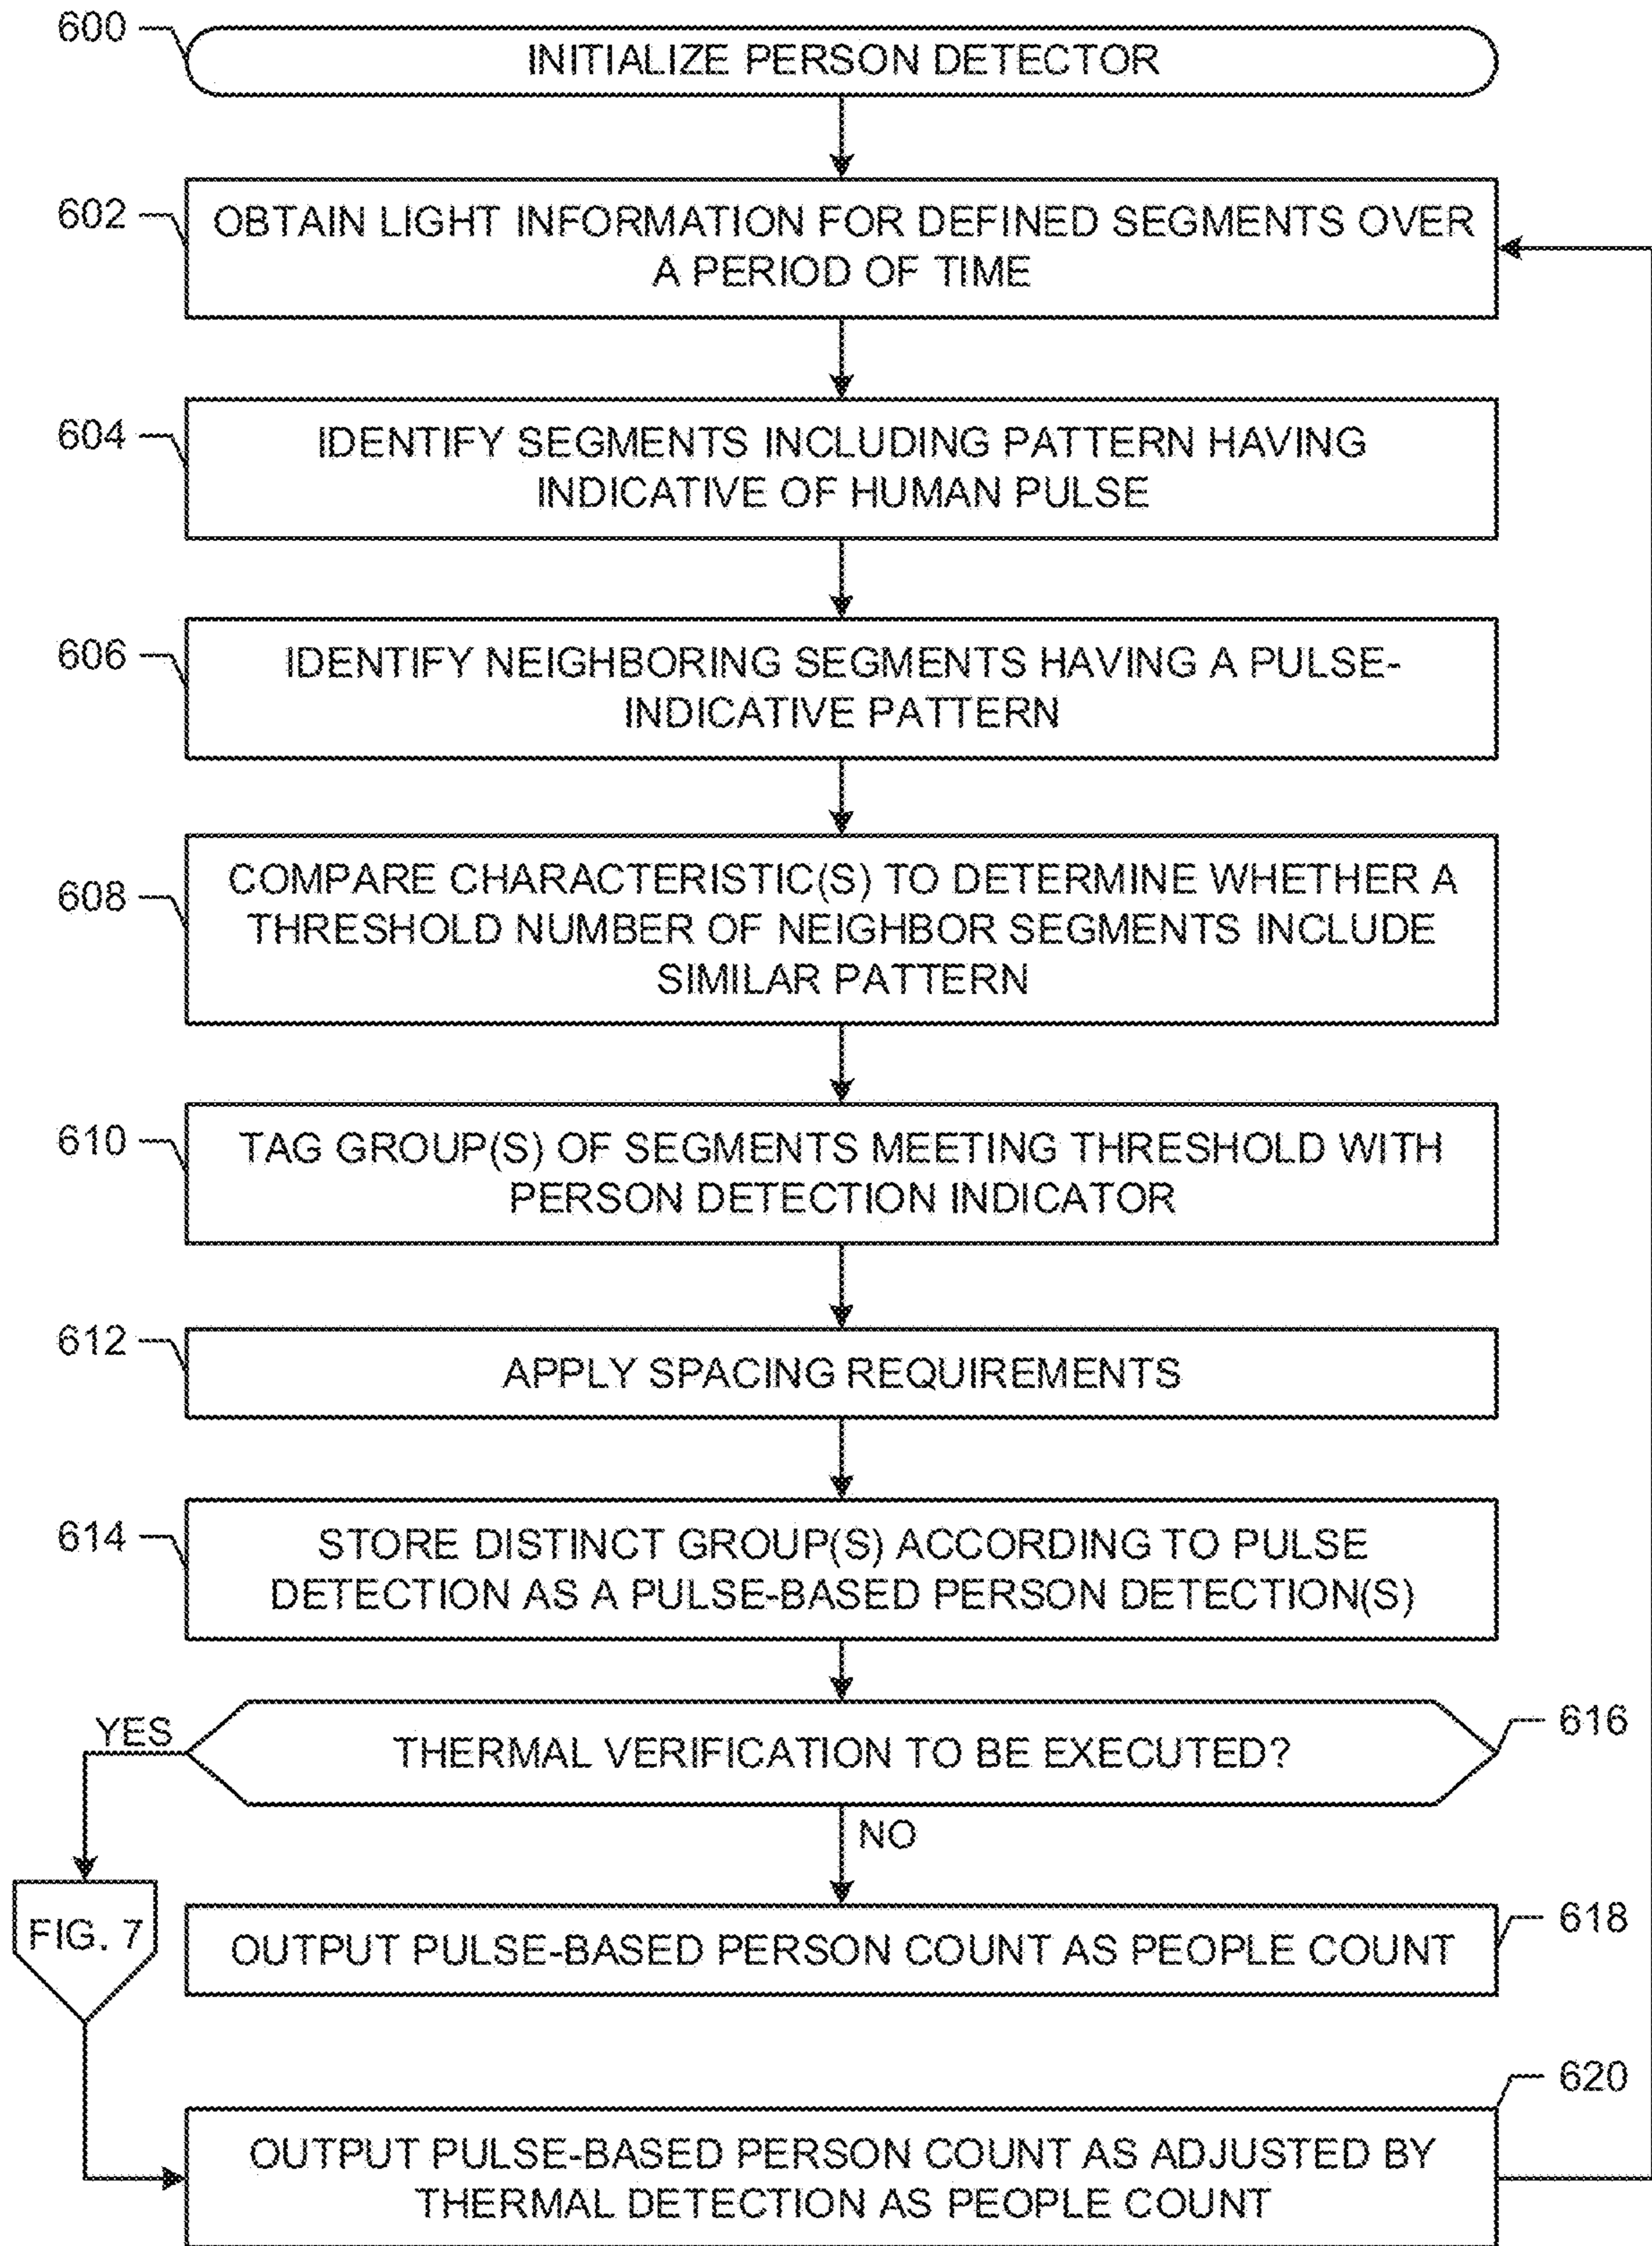 600
INITIALIZE PERSON DETECTOR
602
OBTAIN LIGHT INFORMATION FOR DEFINED SEGMENTS OVER
A PERIOD OF TIME
604
IDENTIFY SEGMENTS INCLUDING PATTERN HAVING
INDICATIVE OF HUMAN PULSE
606
IDENTIFY NEIGHBORING SEGMENTS HAVING A PULSE-
INDICATIVE PATTERN
608
COMPARE CHARACTERISTIC(S) TO DETERMINE WHETHER A
THRESHOLD NUMBER OF NEIGHBOR SEGMENTS INCLUDE
SIMILAR PATTERN
610
TAG GROUP(S) OF SEGMENTS MEETING THRESHOLD WITH
PERSON DETECTION INDICATOR
612
APPLY SPACING REQUIREMENTS
614
STORE DISTINCT GROUP(S) ACCORDING TO PULSE
DETECTION AS A PULSE-BASED PERSON DETECTION(S)
616
YES
THERMAL VERIFICATION TO BE EXECUTED?
NO
FIG. 7
618
OUTPUT PULSE-BASED PERSON COUNT AS PEOPLE COUNT
620
OUTPUT PULSE-BASED PERSON COUNT AS ADJUSTED BY
THERMAL DETECTION AS PEOPLE COUNT